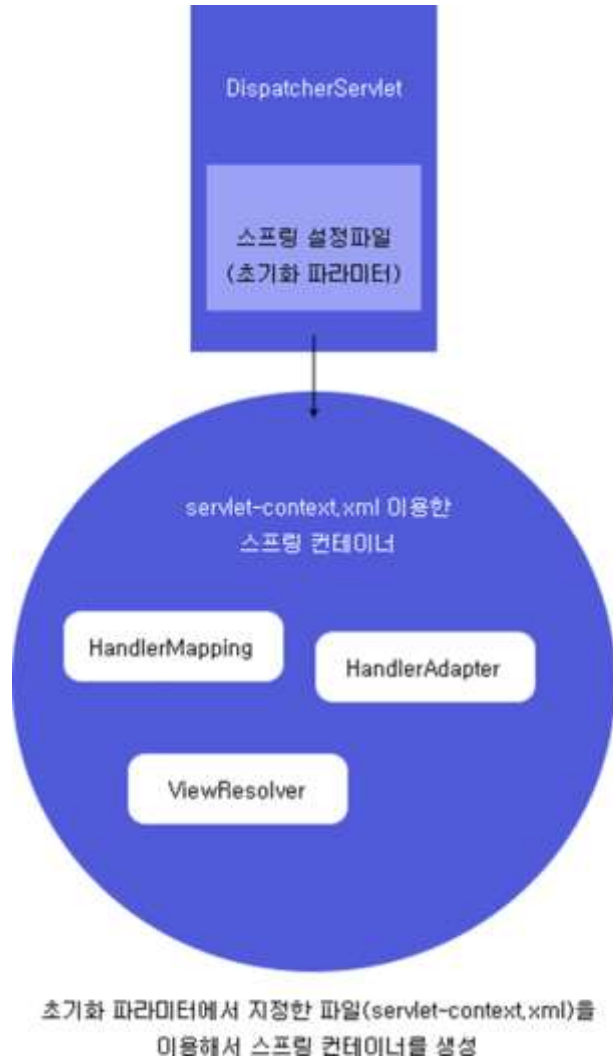 DispatcherServlet
스프링 설정파일
(초기화 파라미터)
servlet-context.xml 이용한
스프링 컨테이너
HandlerMapping
HandlerAdapter
ViewResolver
초기화 파라미터에서 지정한 파일(servlet-context.xml)을
이용해서 스프링 컨테이너를 생성